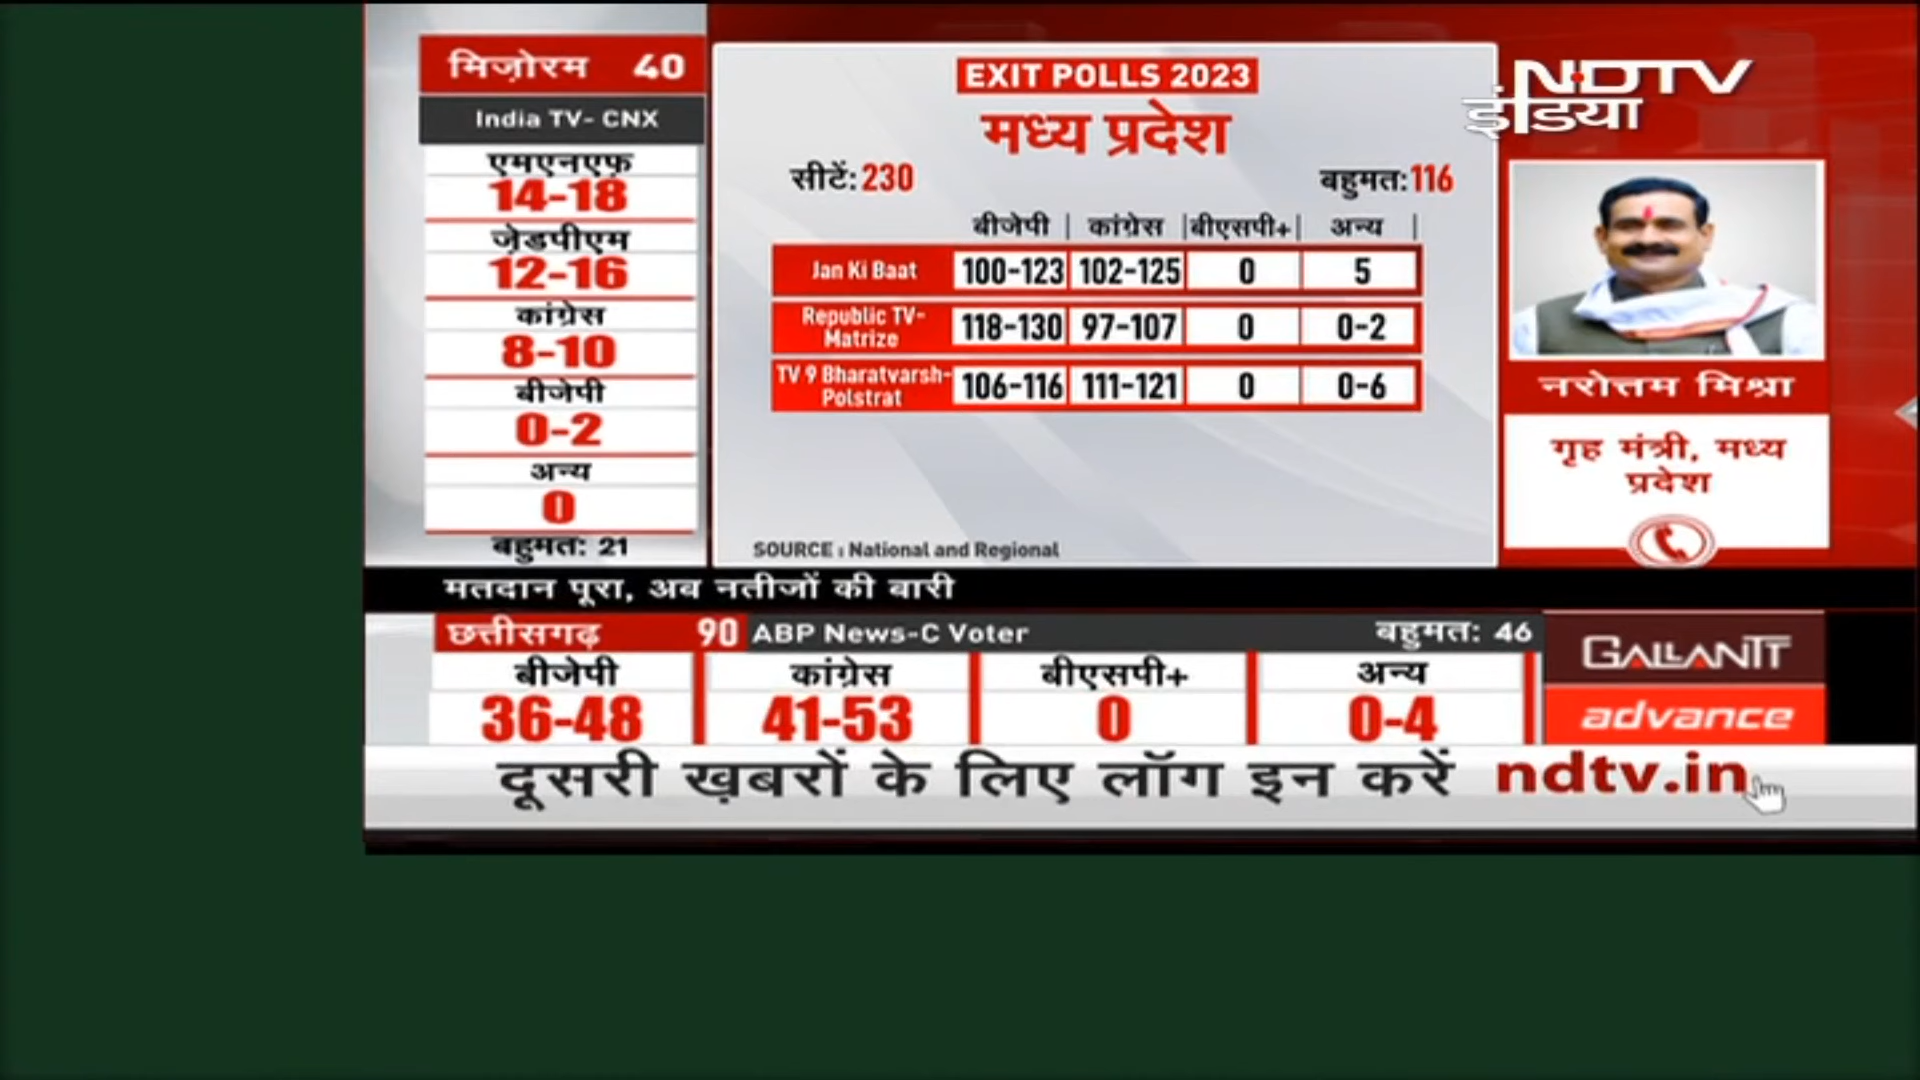 मिज़ोरम 40
India TV- CNX
एमएनएफ़
14-18
ज़ेडपीएम
12-16
कांग्रेस
8-10
बीजेपी
0-2
अन्य
0
बहुमत: 21
EXIT POLLS 2023
मध्य प्रदेश
सीटें: 230 बहुमत: 116
बीजेपी | कांग्रेस | बीएसपी+ | अन्य |
Jan Ki Baat 100-123 102-125 0 5
Republic TV- Matrize 118-130 97-107 0 0-2
TV 9 Bharatvarsh- Polstrat 106-116 111-121 0 0-6
SOURCE : National and Regional
NDTV
इंडिया
नरोत्तम मिश्रा
गृह मंत्री, मध्य
प्रदेश
मतदान पूरा, अब नतीजों की बारी
छत्तीसगढ़ 90 ABP News-C Voter बहुमत: 46
बीजेपी कांग्रेस बीएसपी+ अन्य
36-48 41-53 0 0-4
GALLANTT
advance
दूसरी ख़बरों के लिए लॉग इन करें ndtv.in